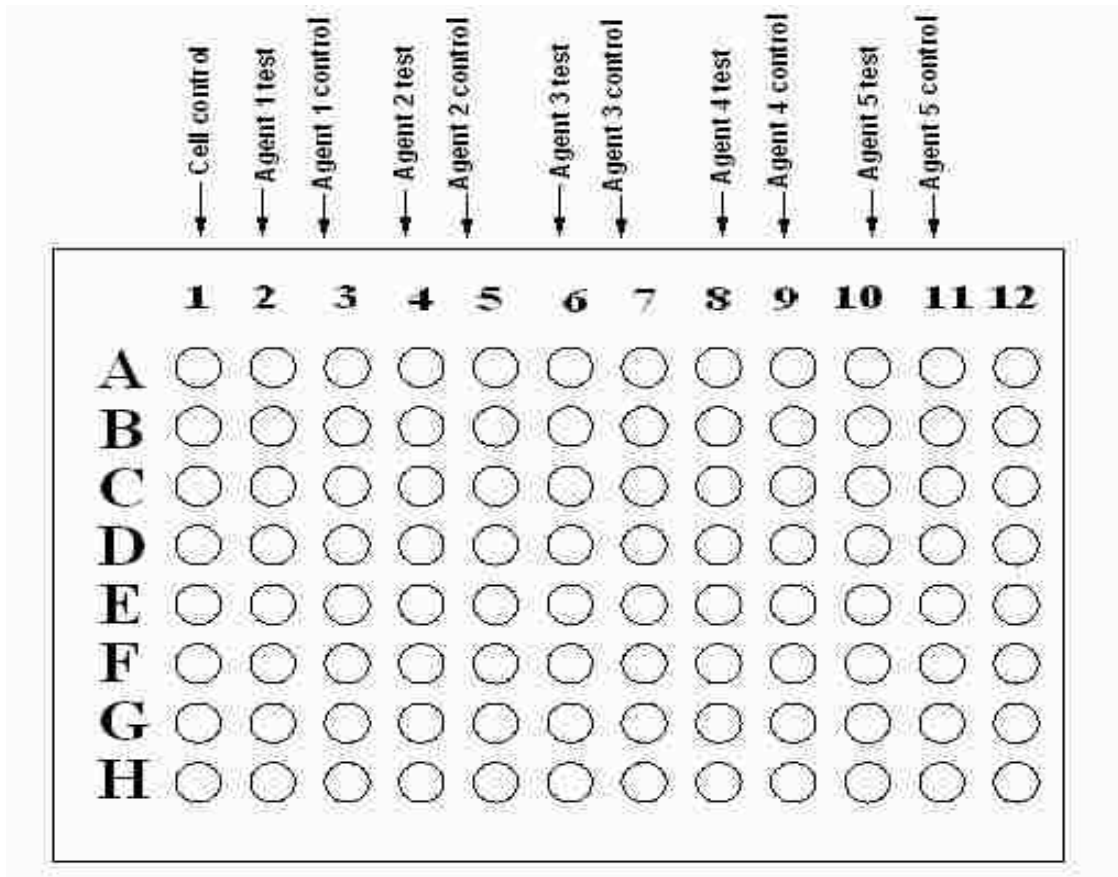 Cell control
Agent 1 test
Agent 1 control
Agent 2 test
Agent 2 control
Agent 3 test
Agent 3 control
Agent 4 test
Agent 4 control
Agent 5 test
Agent 5 control
1 2 3 4 5 6 7 8 9 10 11 12
A
B
C
D
E
F
G
H